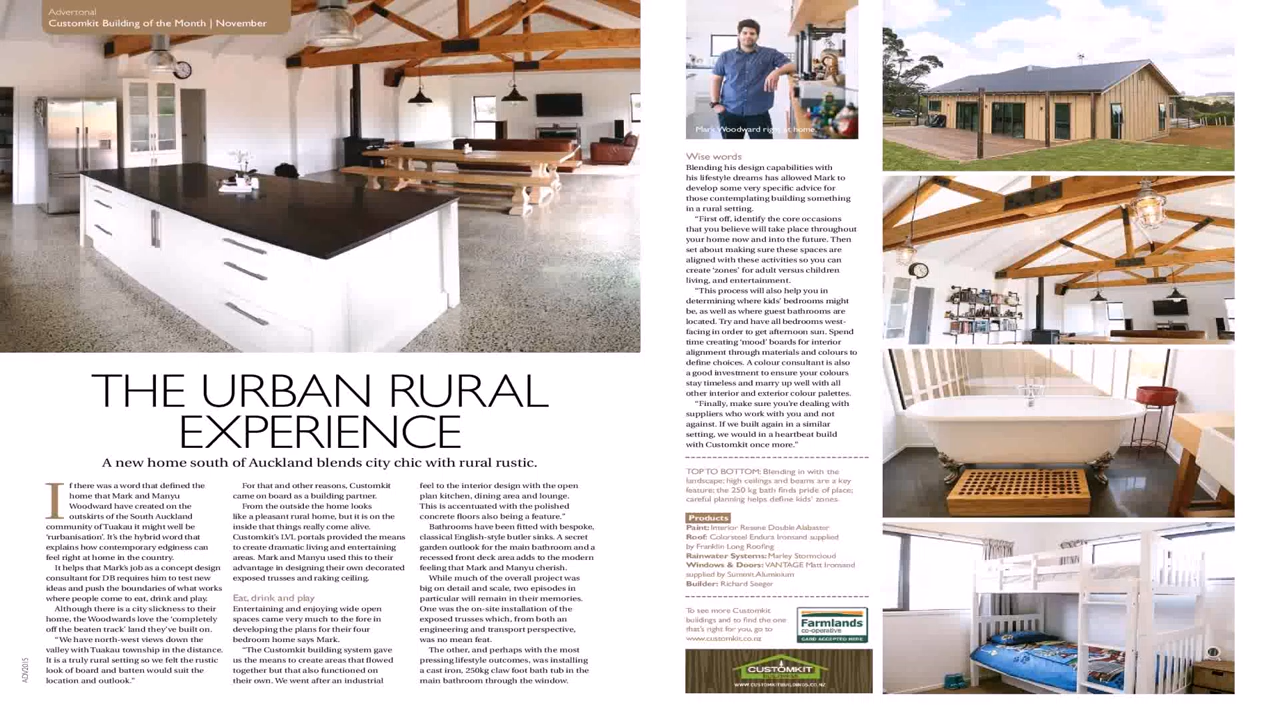 Advertorial
Customkit Building of the Month | November
THE URBAN RURAL
EXPERIENCE
A new home south of Auckland blends city chic with rural rustic.
If there was a word that defined the
home that Mark and Manyu
Woodward have created on the
outskirts of the South Auckland
community of Tuakau it might well be
‘rurbanisation’. It’s the hybrid word that
explains how contemporary edginess can
feel right at home in the country.
It helps that Mark’s job as a concept design
consultant for DB requires him to test new
ideas and push the boundaries of what works
where people come to eat, drink and play.
Although there is a city slickness to their
home, the Woodwards love the ‘completely
off the beaten track’ land they’ve built on.
“We have north-west views down the
valley with Tuakau township in the distance.
It is a truly rural setting so we felt the rustic
look of board and batten would suit the
location and outlook.”
ADV2015
For that and other reasons, Customkit
came on board as a building partner.
From the outside the home looks
like a pleasant rural home, but it is on the
inside that things really come alive.
Customkit’s LVL portals provided the means
to create dramatic living and entertaining
areas. Mark and Manyu used this to their
advantage in designing their own decorated
exposed trusses and raking ceiling.
Eat, drink and play
Entertaining and enjoying wide open
spaces came very much to the fore in
developing the plans for their four
bedroom home says Mark.
“The Customkit building system gave
us the means to create areas that flowed
together but that also functioned on
their own. We went after an industrial
feel to the interior design with the open
plan kitchen, dining area and lounge.
This is accentuated with the polished
concrete floors also being a feature.”
Bathrooms have been fitted with bespoke,
classical English-style butler sinks. A secret
garden outlook for the main bathroom and a
recessed front deck area adds to the modern
feeling that Mark and Manyu cherish.
While much of the overall project was
big on detail and scale, two episodes in
particular will remain in their memories.
One was the on-site installation of the
exposed trusses which, from both an
engineering and transport perspective,
was no mean feat.
The other, and perhaps with the most
pressing lifestyle outcomes, was installing
a cast iron, 250kg claw foot bath tub in the
main bathroom through the window.
Mark Woodward right at home.
Wise words
Blending his design capabilities with
his lifestyle dreams has allowed Mark to
develop some very specific advice for
those contemplating building something
in a rural setting.
“First off, identify the core occasions
that you believe will take place throughout
your home now and into the future. Then
set about making sure these spaces are
aligned with these activities so you can
create ‘zones’ for adult versus children
living, and entertainment.
“This process will also help you in
determining where kids’ bedrooms might
be, as well as where guest bathrooms are
located. Try and have all bedrooms west-
facing in order to get afternoon sun. Spend
time creating ‘mood’ boards for interior
alignment through materials and colours to
define choices. A colour consultant is also
a good investment to ensure your colours
stay timeless and marry up well with all
other interior and exterior colour palettes.
“Finally, make sure you’re dealing with
suppliers who work with you and not
against. If we built again in a similar
setting, we would in a heartbeat build
with Customkit once more.”
TOP TO BOTTOM: Blending in with the
landscape; high ceilings and beams are a key
feature; the 250 kg bath finds pride of place;
careful planning helps define kids’ zones.
Products
Paint: Interior Resene Double Alabaster
Roof: Colorsteel Endura Ironsand supplied
by Franklin Long Roofing
Rainwater Systems: Marley Stormcloud
Windows & Doors: VANTAGE Matt Ironsand
supplied by Sumnit Aluminium
Builder: Richard Seeger
To see more Customkit
buildings and to find the one
that’s right for you, go to
www.customkit.co.nz
Farmlands
co-operative
CARD ACCEPTED HERE
CUSTOMKIT
BUILDINGS
WWW.CUSTOMKITBUILDINGS.CO.NZ